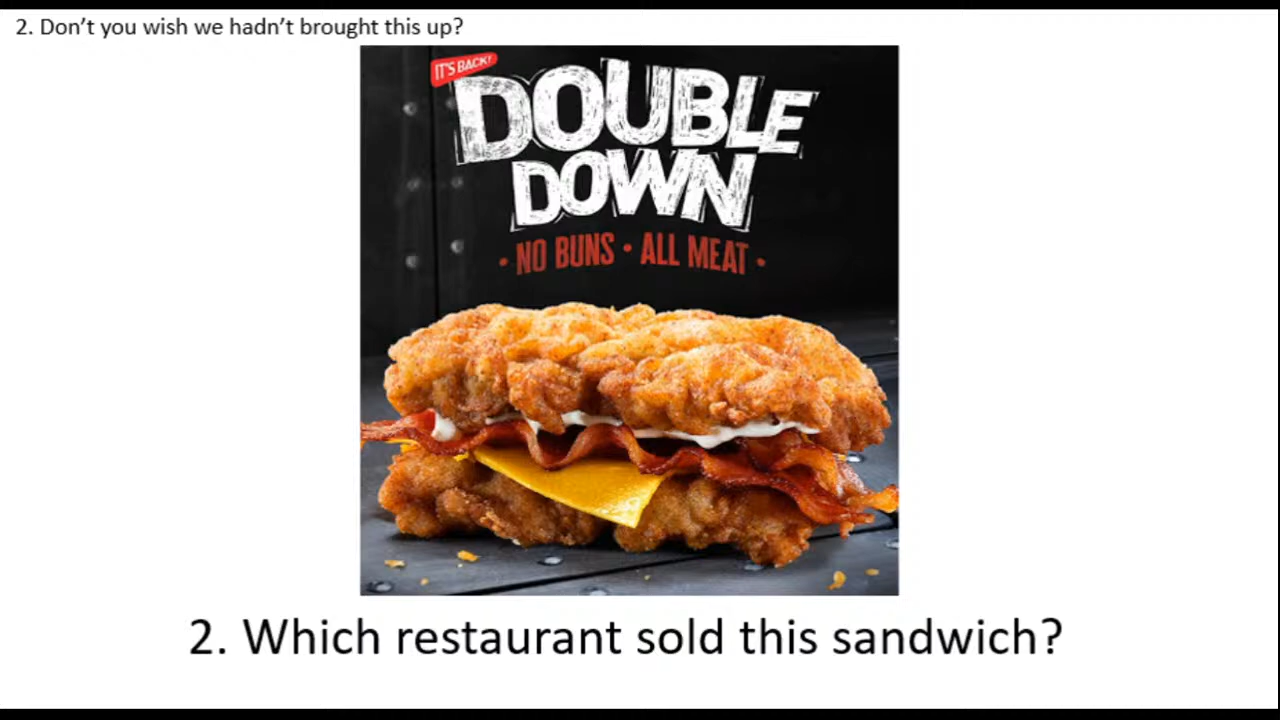 2. Don’t you wish we hadn’t brought this up?
IT'S BACK!
DOUBLE
DOWN
• NO BUNS • ALL MEAT •
2. Which restaurant sold this sandwich?